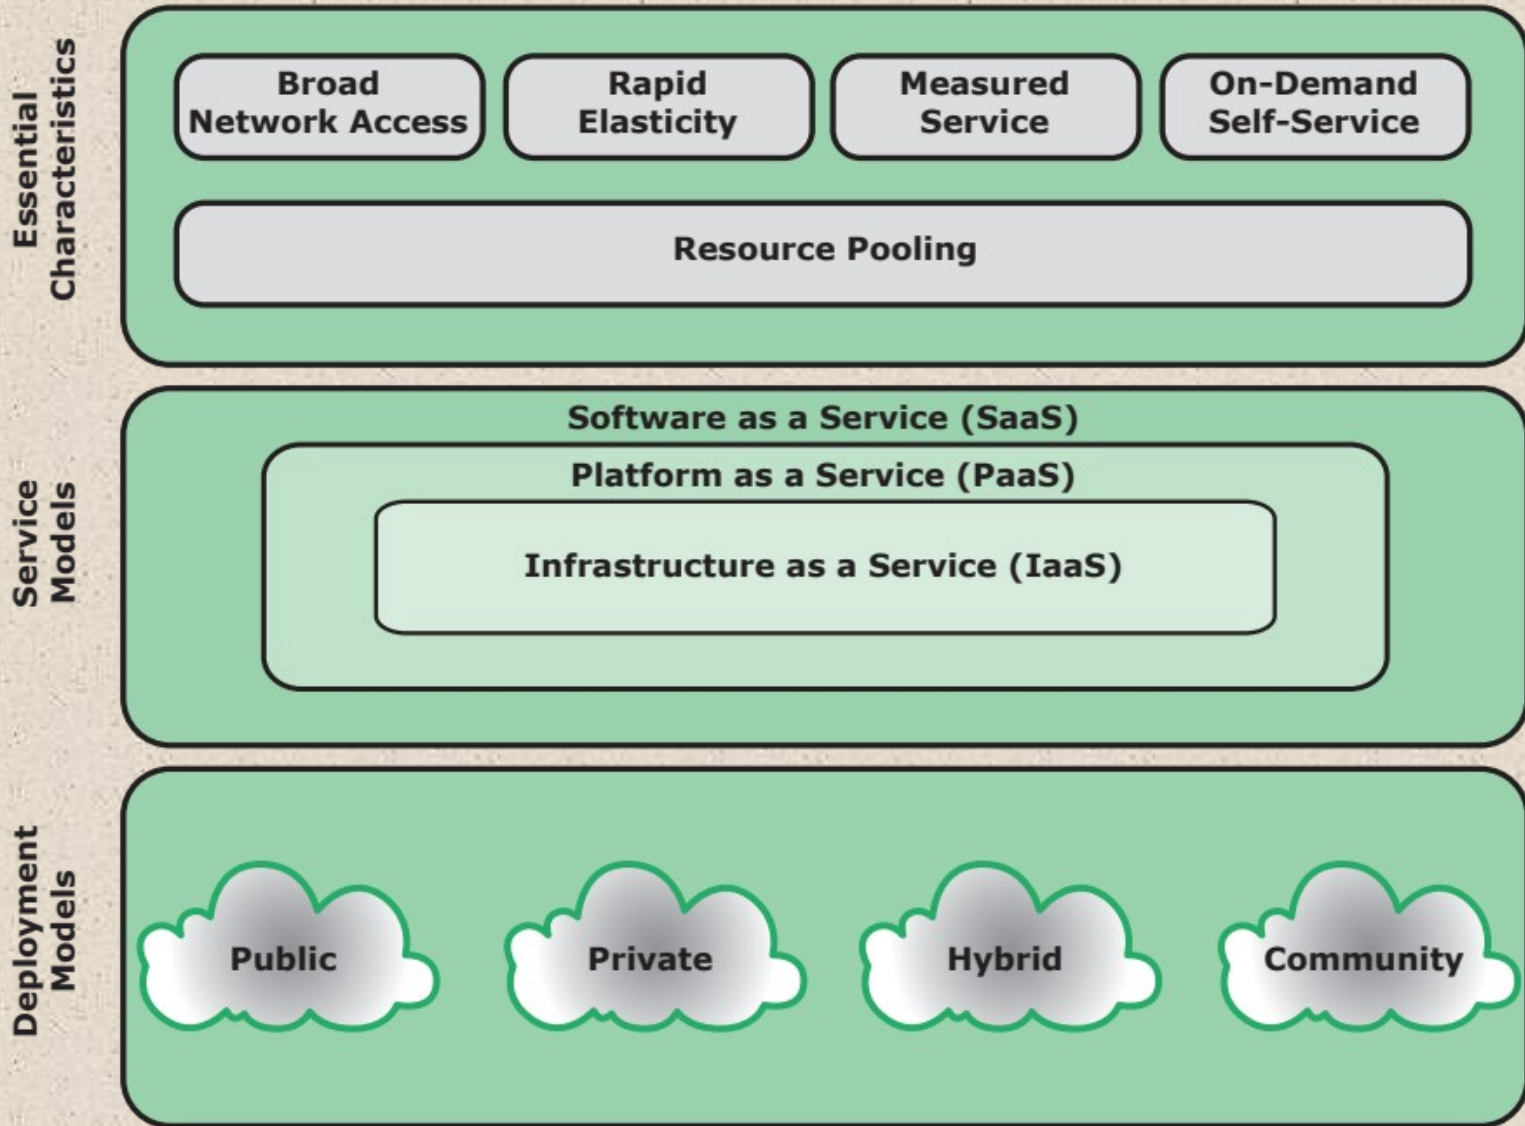 Essential
Characteristics
Broad
Network Access
Rapid
Elasticity
Measured
Service
On-Demand
Self-Service
Resource Pooling
Service
Models
Software as a Service (SaaS)
Platform as a Service (PaaS)
Infrastructure as a Service (IaaS)
Deployment
Models
Public
Private
Hybrid
Community